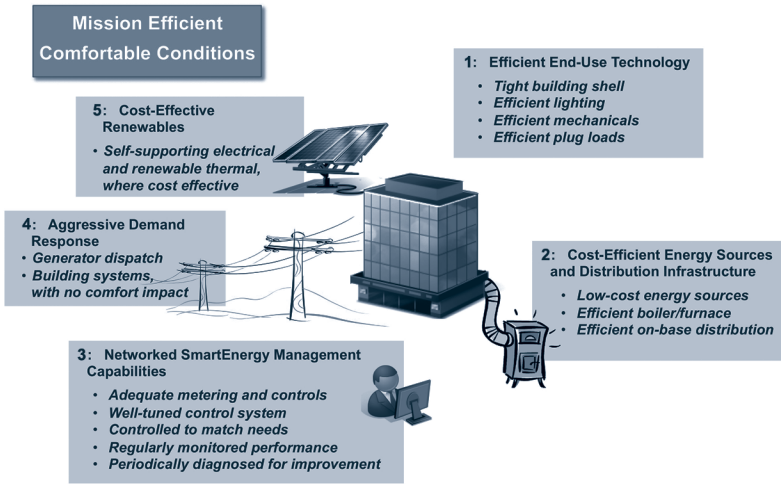 Mission Efficient
Comfortable Conditions
1: Efficient End-Use Technology
• Tight building shell
• Efficient lighting
• Efficient mechanicals
• Efficient plug loads
5: Cost-Effective
Renewables
• Self-supporting electrical
and renewable thermal,
where cost effective
4: Aggressive Demand
Response
• Generator dispatch
• Building systems,
with no comfort impact
2: Cost-Efficient Energy Sources
and Distribution Infrastructure
• Low-cost energy sources
• Efficient boiler/furnace
• Efficient on-base distribution
3: Networked SmartEnergy Management
Capabilities
• Adequate metering and controls
• Well-tuned control system
• Controlled to match needs
• Regularly monitored performance
• Periodically diagnosed for improvement